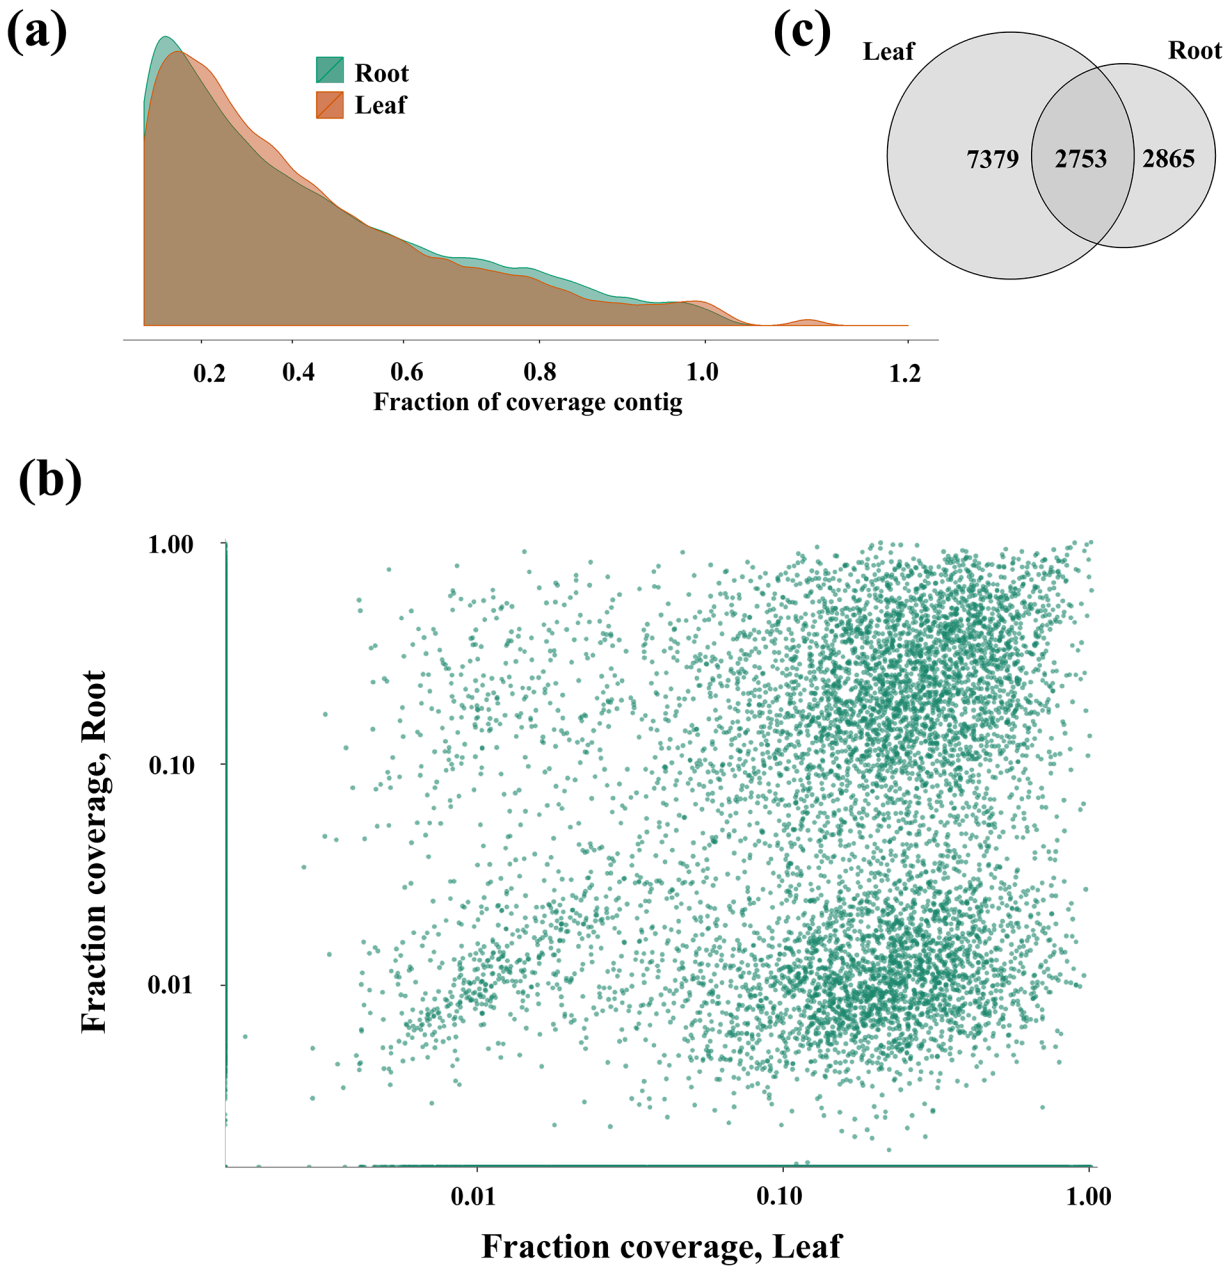 (a)
Root
Leaf
0.2 0.4 0.6 0.8 1.0 1.2
Fraction of coverage contig
(c)
Leaf Root
7379 2753 2865
(b)
1.00
0.10
0.01
Fraction coverage, Root
0.01 0.10 1.00
Fraction coverage, Leaf